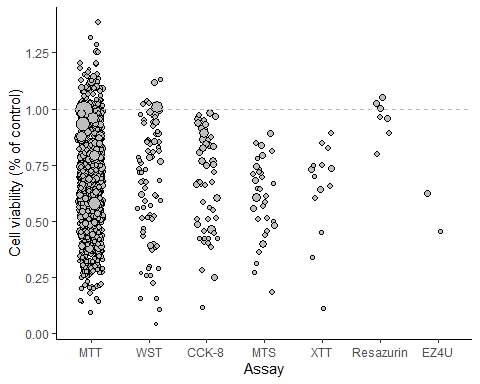 Cell viability (% of control)
1.25
1.00
0.75
0.50
0.25
0.00
MTT WST CCK-8 MTS XTT Resazurin EZ4U
Assay